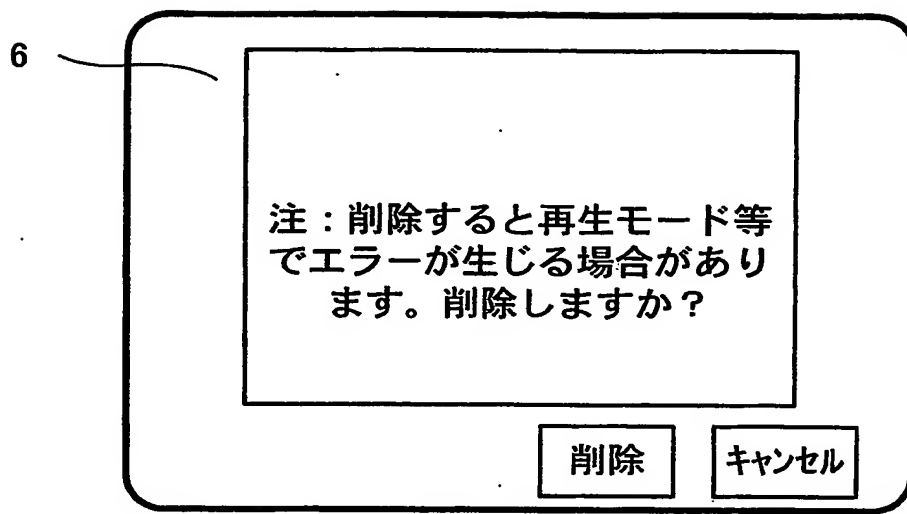 6
注：削除すると再生モード等
でエラーが生じる場合があり
ます。削除しますか？
削除
キャンセル